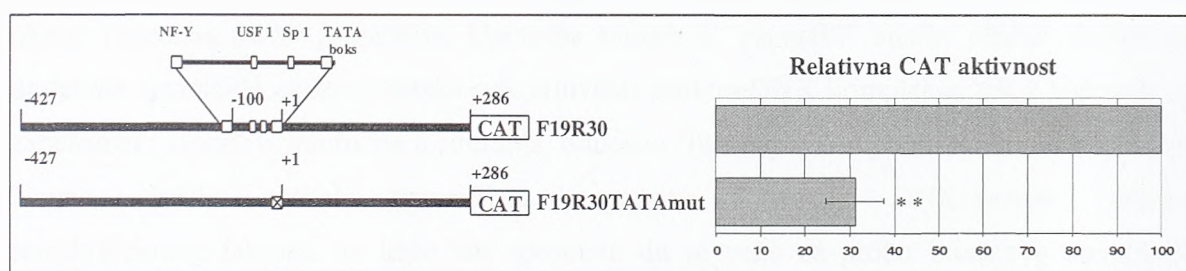 NF-Y USF 1 Sp 1 TATA
boks
Relativna CAT aktivnost
-427 -100 +1 +286
CAT F19R30
-427 +1 +286
CAT F19R30TATAmut
**
0 10 20 30 40 50 60 70 80 90 100